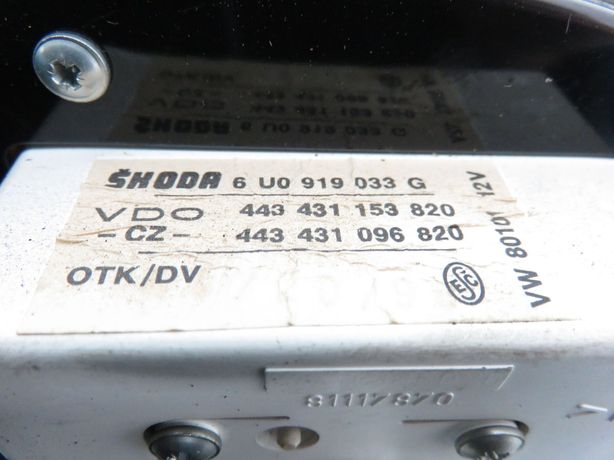 ŠKODA 6 U0 919 033 G
VDO 443 431 153 820
- CZ - 443 431 096 820
OTK/DV
VW 80101 12V